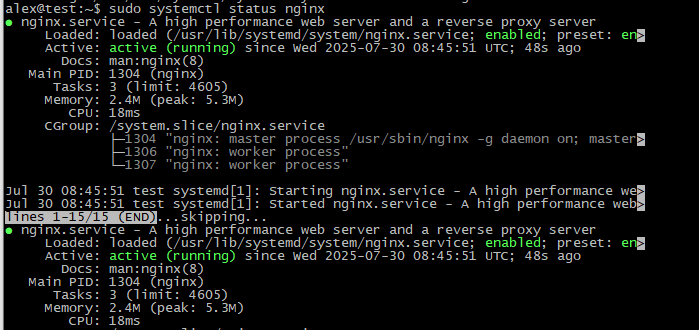 alex@test:~$ sudo systemctl status nginx
● nginx.service - A high performance web server and a reverse proxy server
     Loaded: loaded (/usr/lib/systemd/system/nginx.service; enabled; preset: en>
     Active: active (running) since Wed 2025-07-30 08:45:51 UTC; 48s ago
       Docs: man:nginx(8)
   Main PID: 1304 (nginx)
      Tasks: 3 (limit: 4605)
     Memory: 2.4M (peak: 5.3M)
        CPU: 18ms
     CGroup: /system.slice/nginx.service
             ├─1304 "nginx: master process /usr/sbin/nginx -g daemon on; master>
             ├─1306 "nginx: worker process"
             └─1307 "nginx: worker process"
Jul 30 08:45:51 test systemd[1]: Starting nginx.service - A high performance we>
Jul 30 08:45:51 test systemd[1]: Started nginx.service - A high performance web>
lines 1-15/15 (END)...skipping...
● nginx.service - A high performance web server and a reverse proxy server
     Loaded: loaded (/usr/lib/systemd/system/nginx.service; enabled; preset: en>
     Active: active (running) since Wed 2025-07-30 08:45:51 UTC; 48s ago
       Docs: man:nginx(8)
   Main PID: 1304 (nginx)
      Tasks: 3 (limit: 4605)
     Memory: 2.4M (peak: 5.3M)
        CPU: 18ms